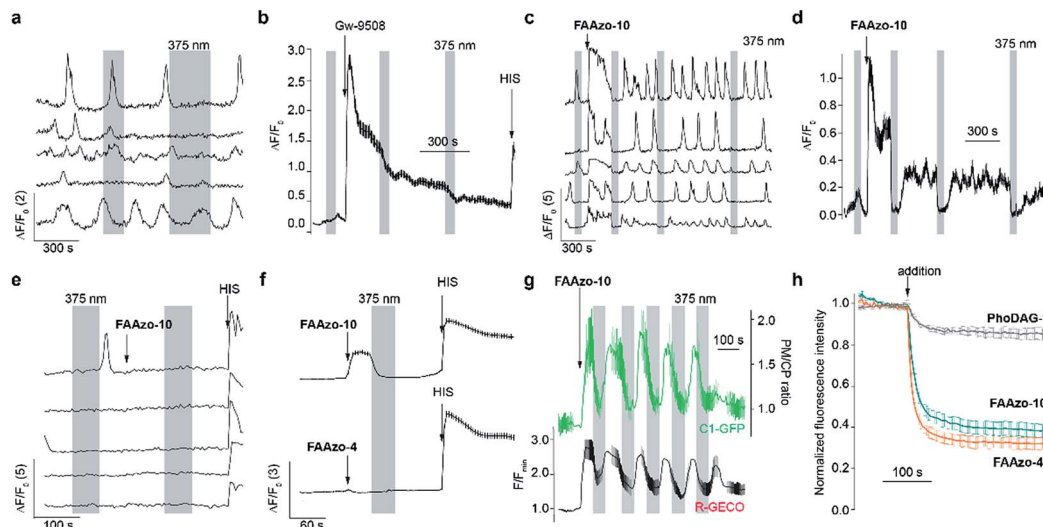 a
375 nm
ΔF/F₀ (2)
300 s
b
Gw-9508
375 nm
HIS
3.0
2.5
2.0
1.5
1.0
0.5
0.0
ΔF/F₀
300 s
c
FAAzo-10
375 nm
ΔF/F₀ (5)
300 s
d
FAAzo-10
375 nm
1.0
0.8
0.6
0.4
0.2
0.0
ΔF/F₀
300 s
e
375 nm
FAAzo-10
HIS
ΔF/F₀ (5)
100 s
f
375 nm
HIS
FAAzo-10
HIS
FAAzo-4
ΔF/F₀ (3)
60 s
g
FAAzo-10
375 nm
100 s
2.0
1.5
1.0
PM/CP ratio
C1-GFP
3.0
2.0
1.0
F/Fmin
R-GECO
h
addition
1.0
0.8
0.6
0.4
0.2
0.0
Normalized fluorescence intensity
PhoDAG-1
FAAzo-10
FAAzo-4
100 s